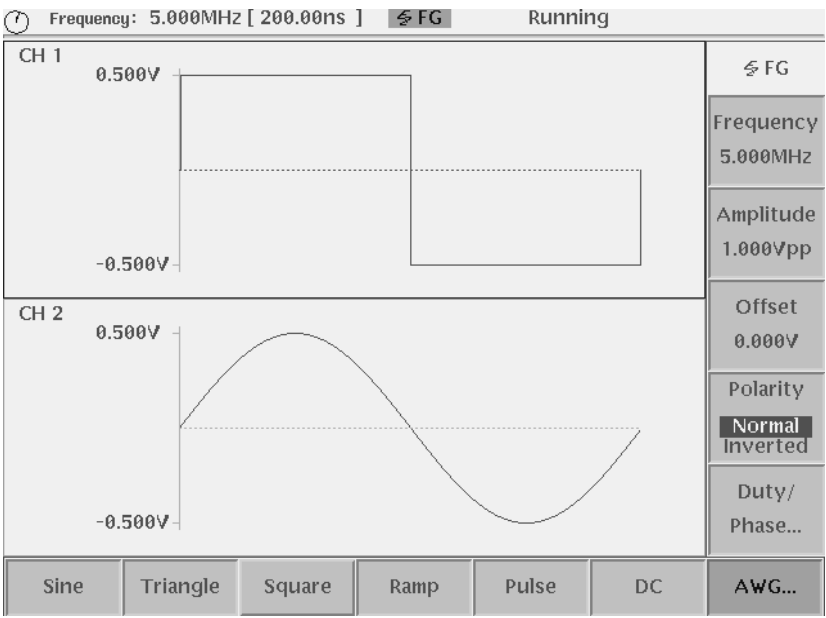 Frequency: 5.000MHz [ 200.00ns ] FG Running
CH 1
0.500V
-0.500V
CH 2
0.500V
-0.500V
FG
Frequency
5.000MHz
Amplitude
1.000Vpp
Offset
0.000V
Polarity
Normal
Inverted
Duty/
Phase...
Sine Triangle Square Ramp Pulse DC AWG...